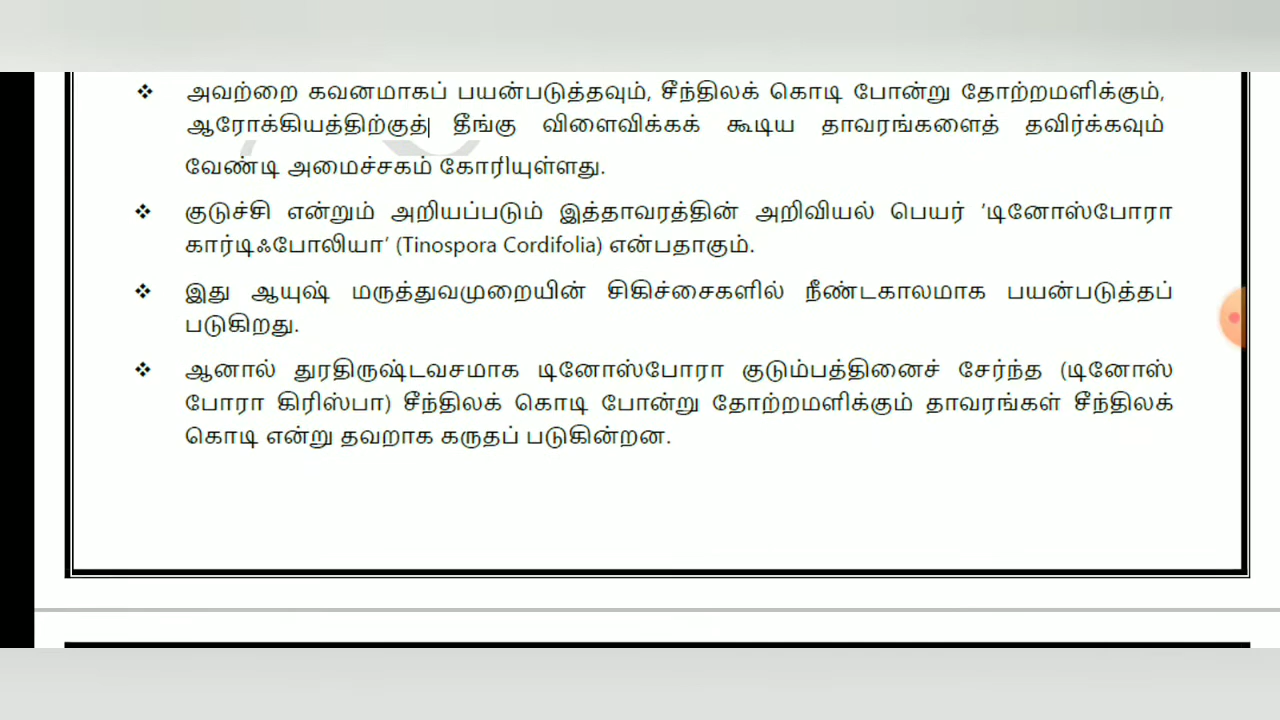 ❖ அவற்றை கவனமாகப் பயன்படுத்தவும், சீந்திலக் கொடி போன்று தோற்றமளிக்கும்,
ஆரோக்கியத்திற்குத் தீங்கு விளைவிக்கக் கூடிய தாவரங்களைத் தவிர்க்கவும்
வேண்டி அமைச்சகம் கோரியுள்ளது.
❖ குடுச்சி என்றும் அறியப்படும் இத்தாவரத்தின் அறிவியல் பெயர் ’டினோஸ்போரா
கார்டிஃபோலியா’ (Tinospora Cordifolia) என்பதாகும்.
❖ இது ஆயுஷ் மருத்துவமுறையின் சிகிச்சைகளில் நீண்டகாலமாக பயன்படுத்தப்
படுகிறது.
❖ ஆனால் துரதிருஷ்டவசமாக டினோஸ்போரா குடும்பத்தினைச் சேர்ந்த (டினோஸ்
போரா கிரிஸ்பா) சீந்திலக் கொடி போன்று தோற்றமளிக்கும் தாவரங்கள் சீந்திலக்
கொடி என்று தவறாக கருதப் படுகின்றன.